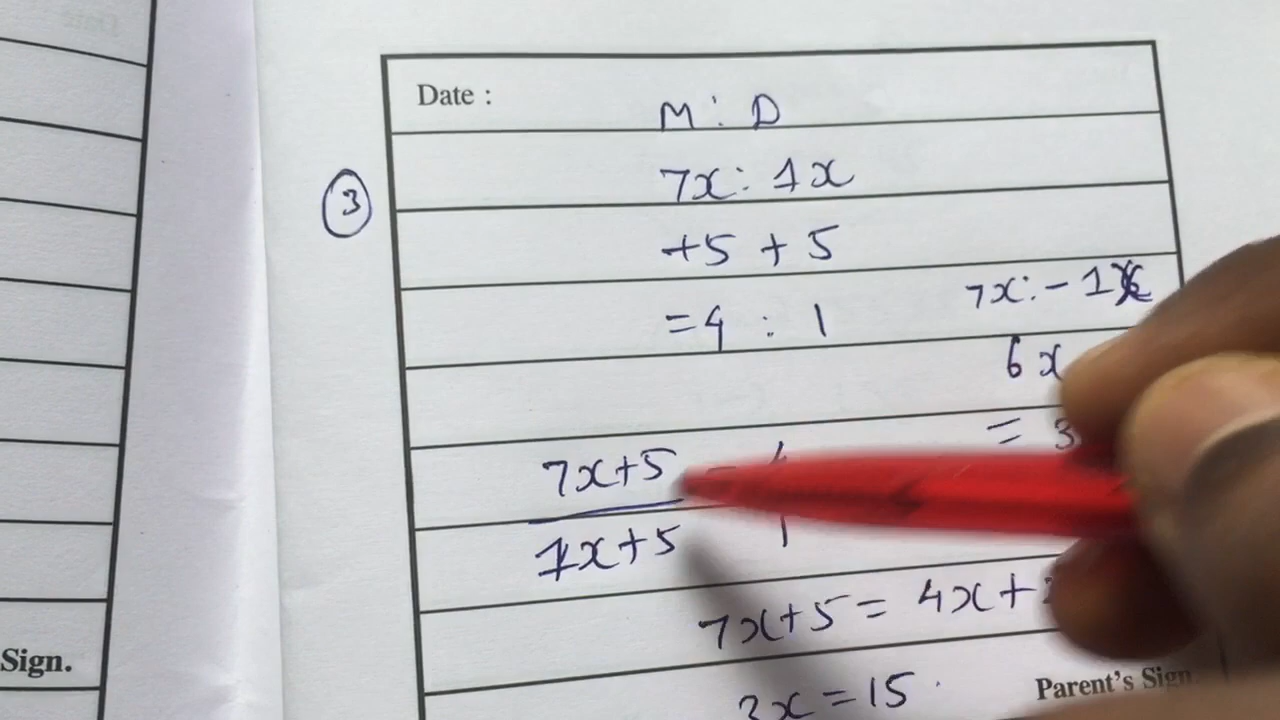 Date :
M : D
③
7x : 1x
+5 + 5
7x : - 1x
= 4 : 1
6x
= 3
7x+5
1x+5
1
7x+5 = 4x+
3x = 15
Sign.
Parent's Sign.